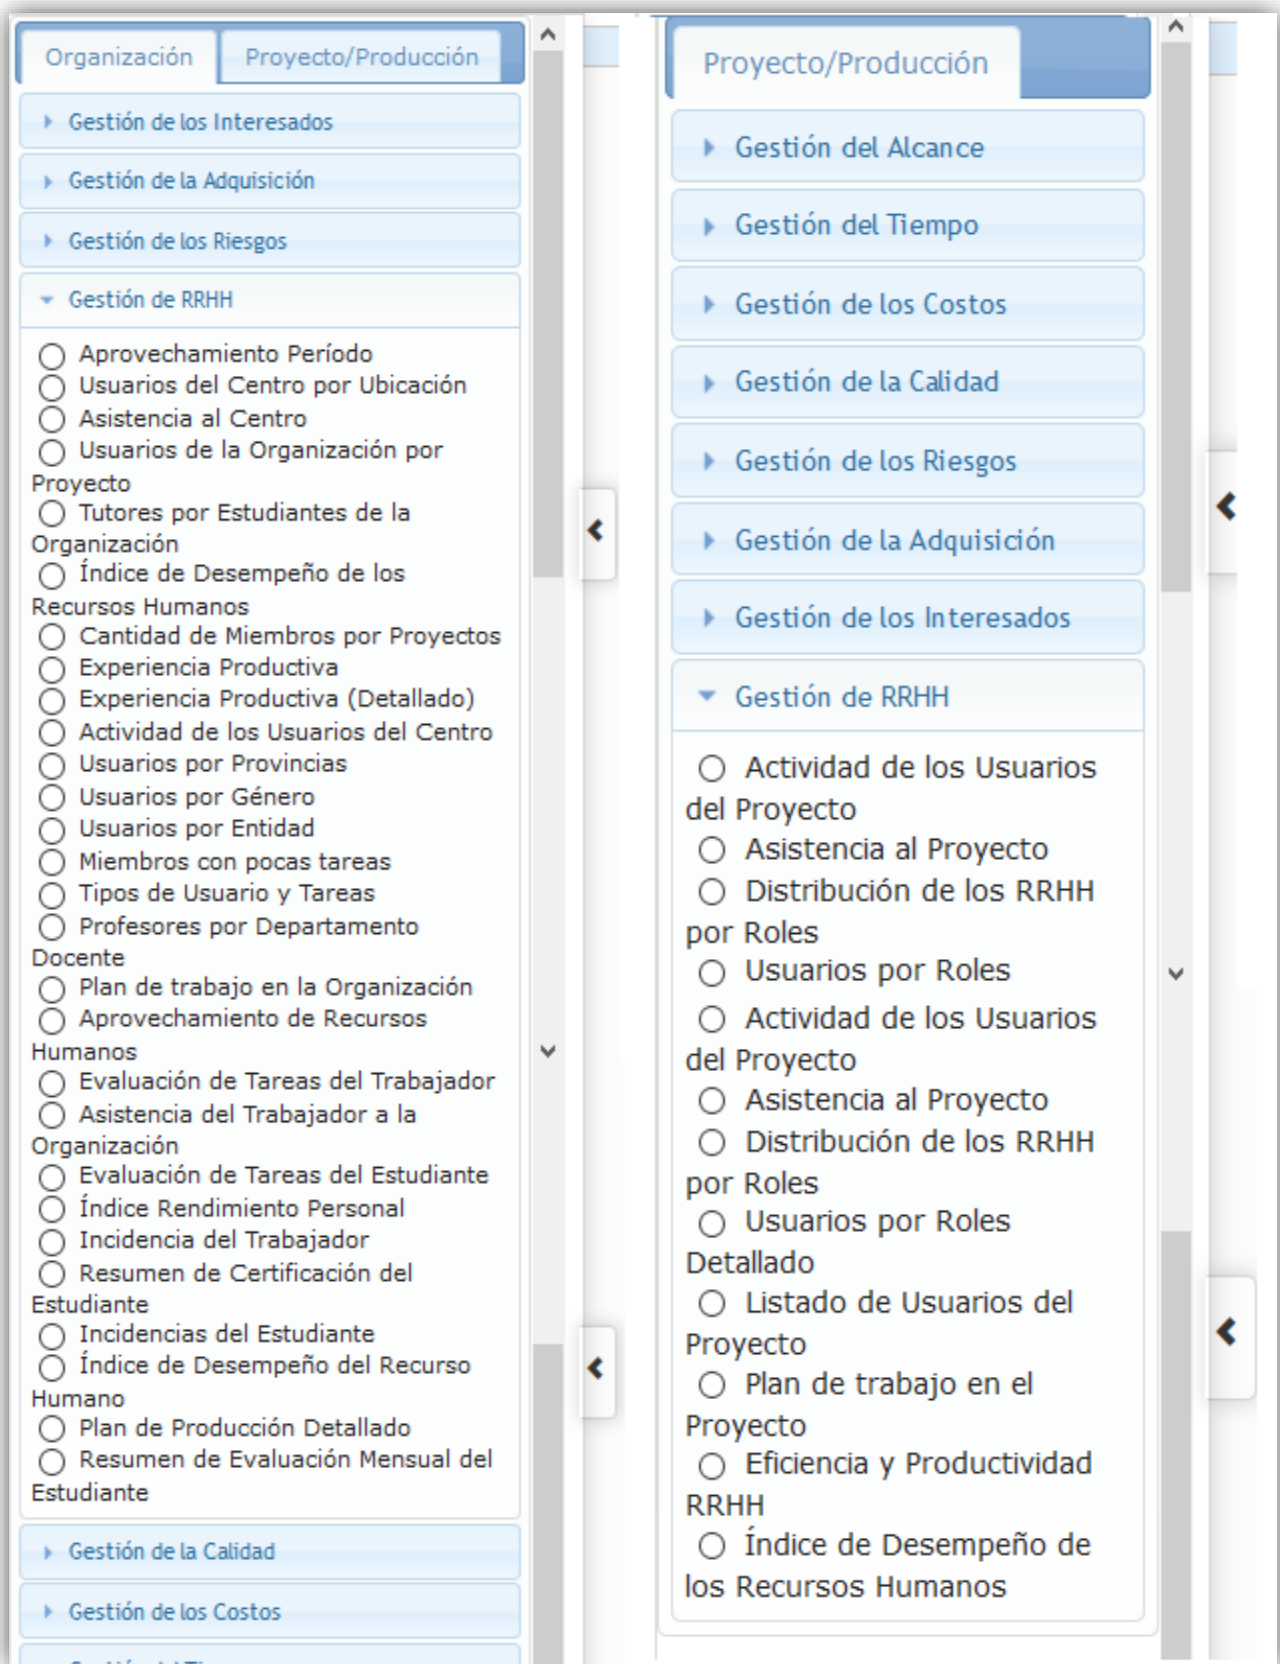 Organización
Proyecto/Producción
Gestión de los Interesados
Gestión de la Adquisición
Gestión de los Riesgos
Gestión de RRHH
Aprovechamiento Período
Usuarios del Centro por Ubicación
Asistencia al Centro
Usuarios de la Organización por
Proyecto
Tutores por Estudiantes de la
Organización
Índice de Desempeño de los
Recursos Humanos
Cantidad de Miembros por Proyectos
Experiencia Productiva
Experiencia Productiva (Detallado)
Actividad de los Usuarios del Centro
Usuarios por Provincias
Usuarios por Género
Usuarios por Entidad
Miembros con pocas tareas
Tipos de Usuario y Tareas
Profesores por Departamento
Docente
Plan de trabajo en la Organización
Aprovechamiento de Recursos
Humanos
Evaluación de Tareas del Trabajador
Asistencia del Trabajador a la
Organización
Evaluación de Tareas del Estudiante
Índice Rendimiento Personal
Incidencia del Trabajador
Resumen de Certificación del
Estudiante
Incidencias del Estudiante
Índice de Desempeño del Recurso
Humano
Plan de Producción Detallado
Resumen de Evaluación Mensual del
Estudiante
Gestión de la Calidad
Gestión de los Costos
Proyecto/Producción
Gestión del Alcance
Gestión del Tiempo
Gestión de los Costos
Gestión de la Calidad
Gestión de los Riesgos
Gestión de la Adquisición
Gestión de los Interesados
Gestión de RRHH
Actividad de los Usuarios
del Proyecto
Asistencia al Proyecto
Distribución de los RRHH
por Roles
Usuarios por Roles
Actividad de los Usuarios
del Proyecto
Asistencia al Proyecto
Distribución de los RRHH
por Roles
Usuarios por Roles
Detallado
Listado de Usuarios del
Proyecto
Plan de trabajo en el
Proyecto
Eficiencia y Productividad
RRHH
Índice de Desempeño de
los Recursos Humanos